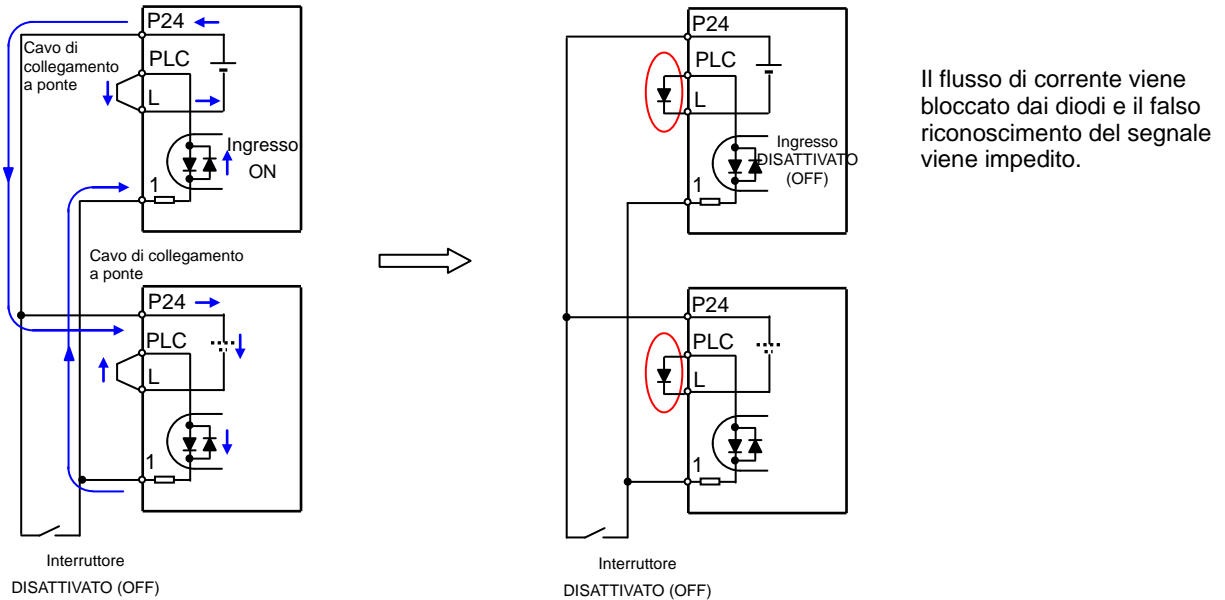 P24
Cavo di
collegamento
a ponte
PLC
L
Ingresso
ON
1
Cavo di collegamento
a ponte
P24
PLC
L
1
Interruttore
DISATTIVATO (OFF)
P24
PLC
L
Ingresso
DISATTIVATO
(OFF)
1
P24
PLC
L
1
Interruttore
DISATTIVATO (OFF)
Il flusso di corrente viene
bloccato dai diodi e il falso
riconoscimento del segnale
viene impedito.